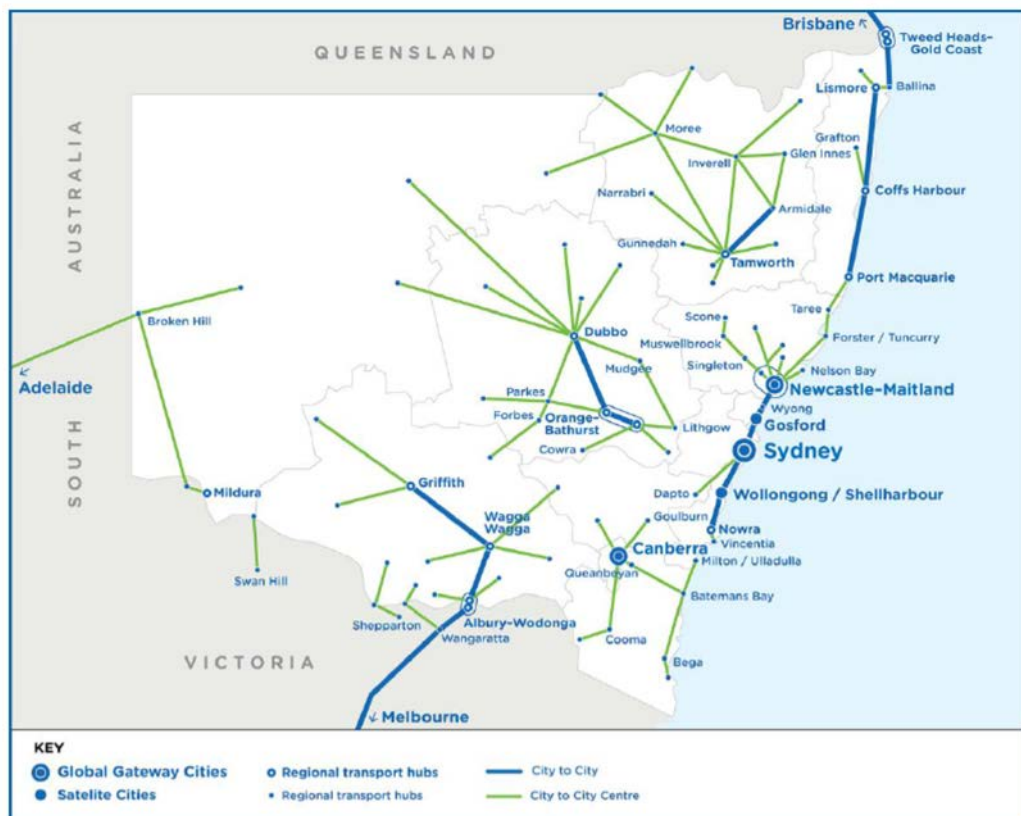 Brisbane
QUEENSLAND
Tweed Heads-
Gold Coast
Lismore
Ballina
Moree
Grafton
Inverell
Glen Innes
AUSTRALIA
Narrabri
Armidale
Coffs Harbour
Gunnedah
Tamworth
Port Macquarie
Broken Hill
Scone
Taree
Dubbo
Muswellbrook
Forster / Tuncurry
Mudgee
Singleton
Nelson Bay
Adelaide
Newcastle-Maitland
Parkes
Wyong
Forbes
Orange-
Bathurst
Lithgow
Gosford
Cowra
Sydney
SOUTH
Mildura
Griffith
Dapto
Wollongong / Shellharbour
Wagga
Wagga
Goulburn
Nowra
Vincentia
Canberra
Milton / Ulladulla
Swan Hill
Queanbeyan
Batemans Bay
Shepparton
Albury-Wodonga
Wangaratta
Cooma
VICTORIA
Bega
Melbourne
KEY
Global Gateway Cities
Regional transport hubs
City to City
Satelite Cities
Regional transport hubs
City to City Centre